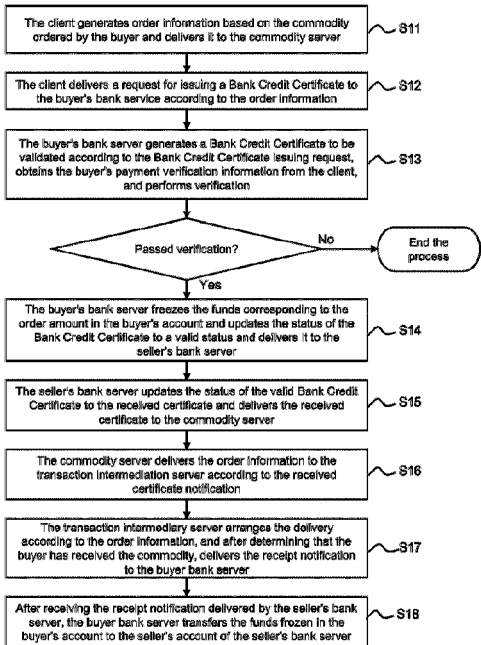 The client generates order information based on the commodity
ordered by the buyer and delivers it to the commodity server
S11
The client delivers a request for issuing a Bank Credit Certificate to
the buyer's bank service according to the order information
S12
The buyer's bank server generates a Bank Credit Certificate to be
validated according to the Bank Credit Certificate issuing request,
obtains the buyer's payment verification information from the client,
and performs verification
S13
Passed verification?
No
End the
process
Yes
The buyer's bank server freezes the funds corresponding to the
order amount in the buyer's account and updates the status of the
Bank Credit Certificate to a valid status and delivers it to the
seller's bank server
S14
The seller's bank server updates the status of the valid Bank Credit
Certificate to the received certificate and delivers the received
certificate to the commodity server
S15
The commodity server delivers the order information to the
transaction intermediation server according to the received
certificate notification
S16
The transaction intermediary server arranges the delivery
according to the order information, and after determining that the
buyer has received the commodity, delivers the receipt notification
to the buyer bank server
S17
After receiving the receipt notification delivered by the seller's bank
server, the buyer bank server transfers the funds frozen in the
buyer's account to the seller's account of the seller's bank server
S18